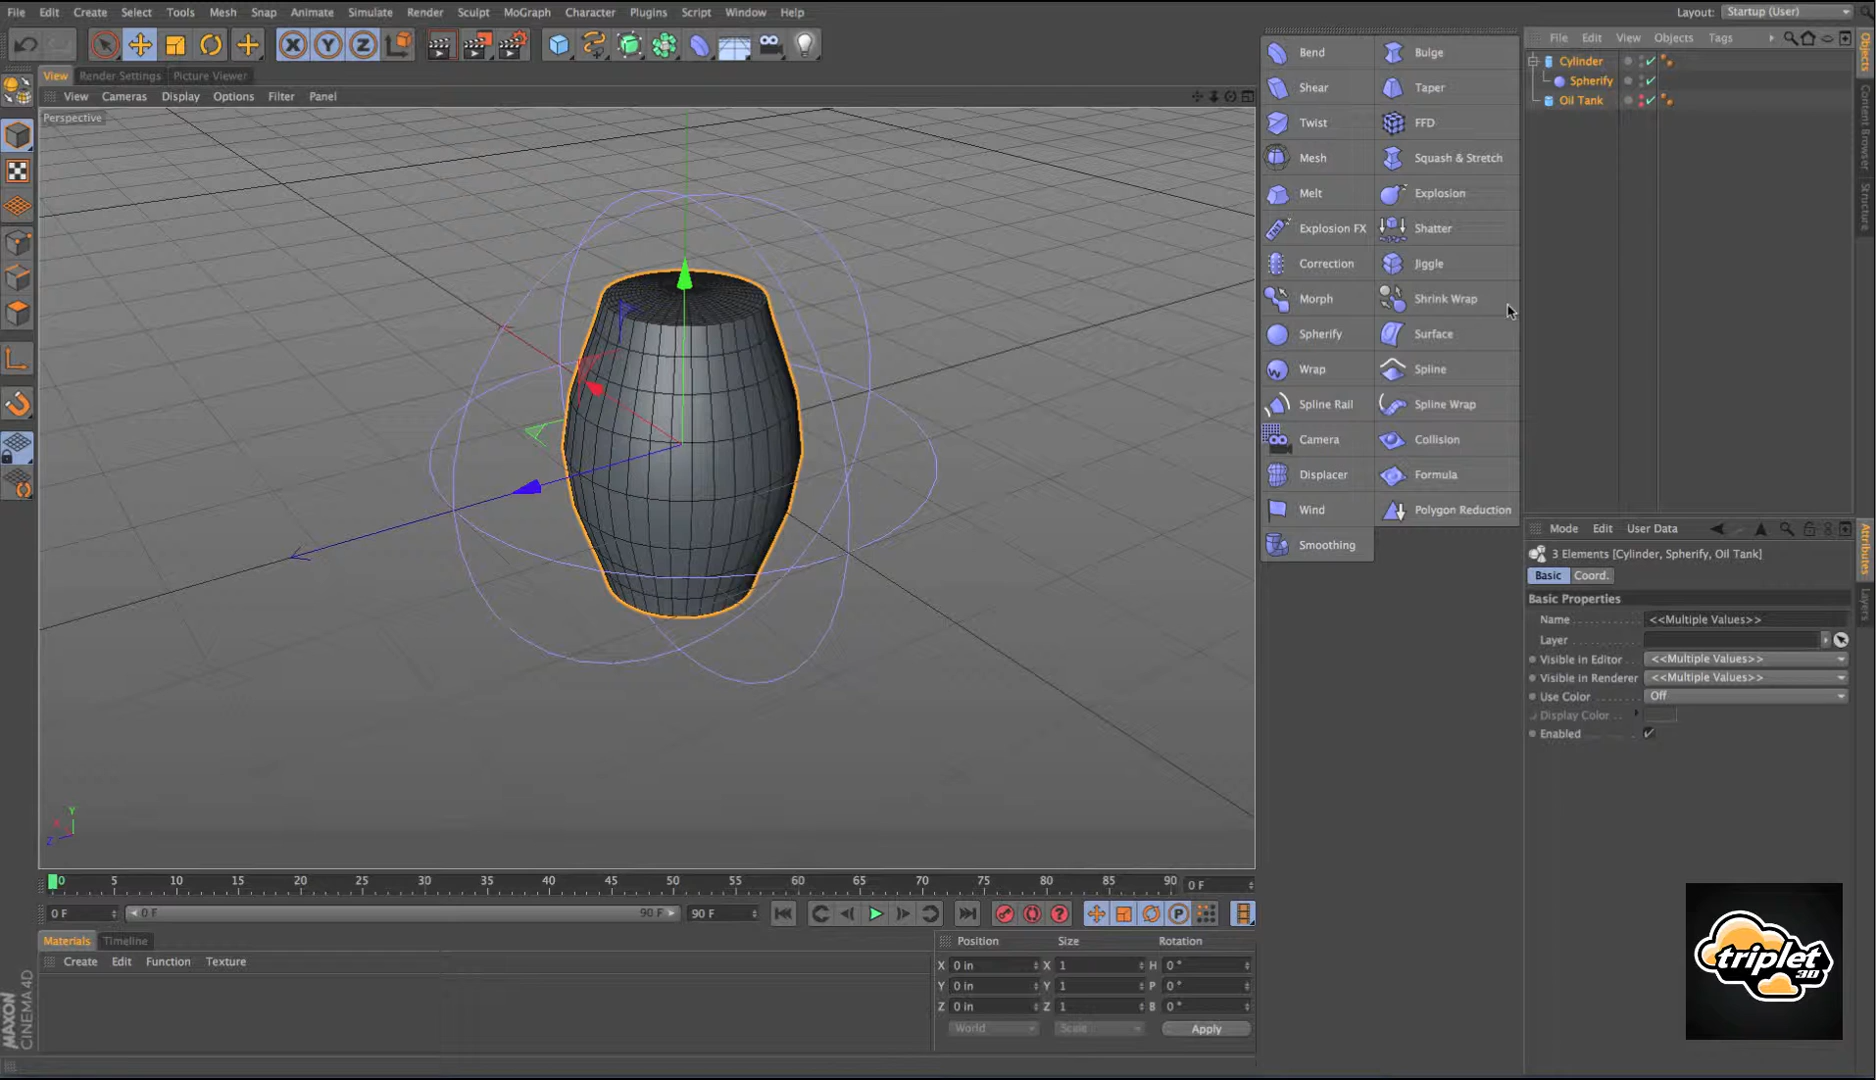 File Edit Create Select Tools Mesh Snap Animate Simulate Render Sculpt MoGraph Character Plugins Script Window Help Layout: Startup (User)
X Y Z
View Render Settings Picture Viewer
View Cameras Display Options Filter Panel
Perspective
Bend Bulge
Shear Taper
Twist FFD
Mesh Squash & Stretch
Melt Explosion
Explosion FX Shatter
Correction Jiggle
Morph Shrink Wrap
Spherify Surface
Wrap Spline
Spline Rail Spline Wrap
Camera Collision
Displacer Formula
Wind Polygon Reduction
Smoothing
File Edit View Objects Tags
Cylinder
Spherify
Oil Tank
Objects
Content Browser
Structure
Mode Edit User Data
3 Elements [Cylinder, Spherify, Oil Tank]
Basic Coord.
Basic Properties
Name <<Multiple Values>>
Layer
Visible in Editor <<Multiple Values>>
Visible in Renderer <<Multiple Values>>
Use Color Off
Display Color
Enabled
Attributes
Layers
Y
X
Z
0 5 10 15 20 25 30 35 40 45 50 55 60 65 70 75 80 85 90 0 F
0 F 0 F 90 F 90 F
P
Materials Timeline
Create Edit Function Texture
Position Size Rotation
X 0 in X 1 H 0 °
Y 0 in Y 1 P 0 °
Z 0 in Z 1 B 0 °
World Scale Apply
MAXON
CINEMA 4D
triplet
3D